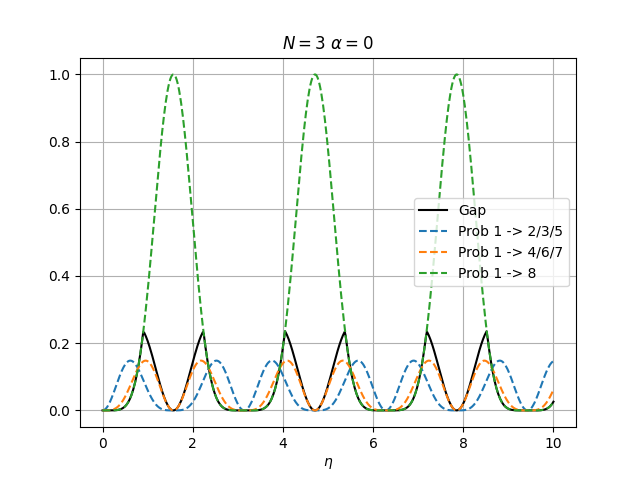 N = 3 α = 0
1.0
0.8
0.6
0.4
0.2
0.0
Gap
Prob 1 -> 2/3/5
Prob 1 -> 4/6/7
Prob 1 -> 8
0 2 4 6 8 10
η